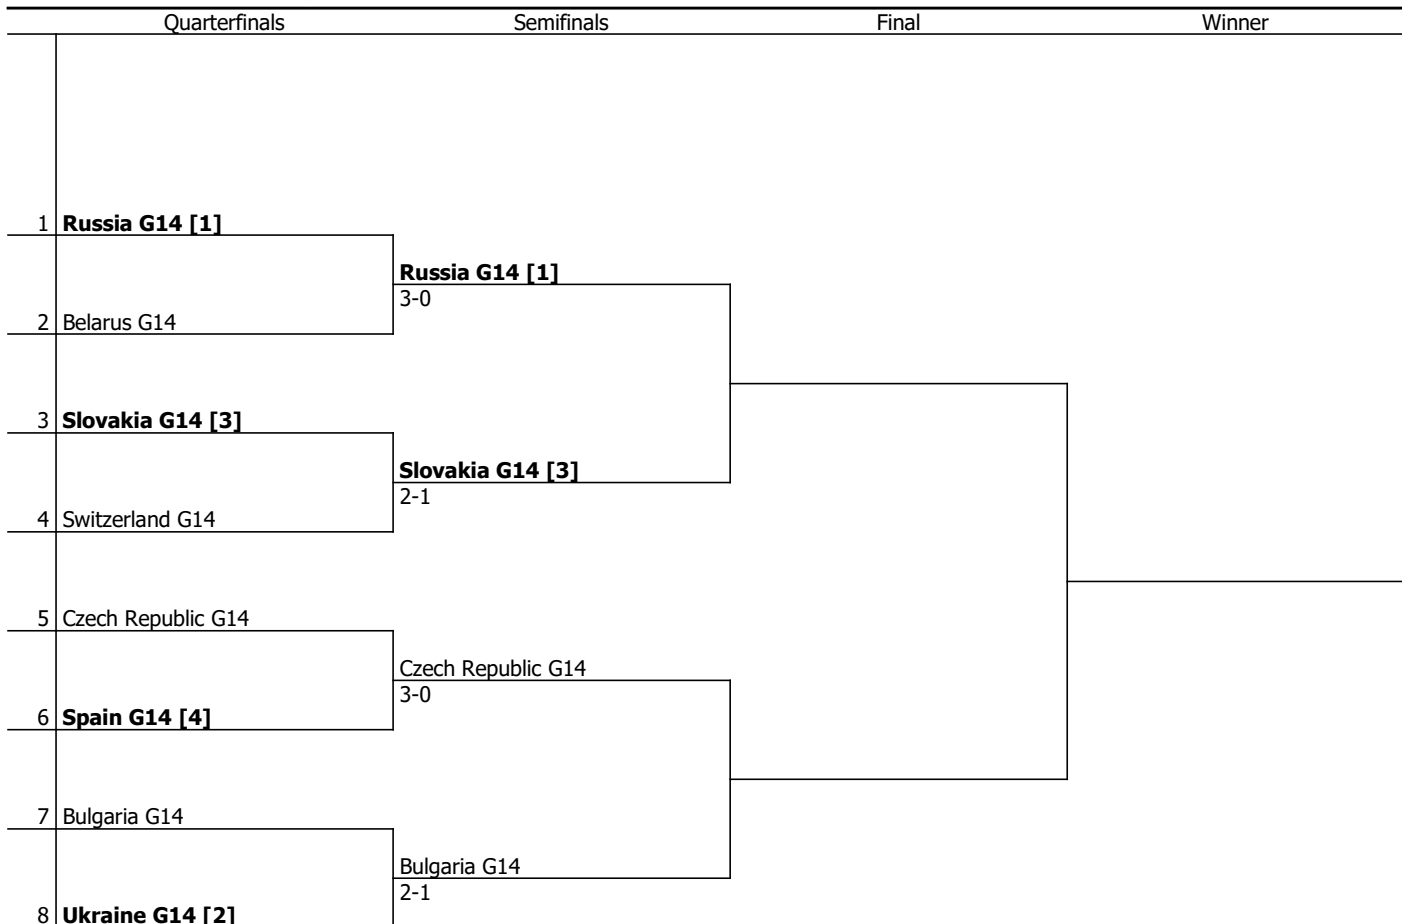 Quarterfinals Semifinals Final Winner
1 Russia G14 [1]
Russia G14 [1]
3-0
2 Belarus G14
3 Slovakia G14 [3]
Slovakia G14 [3]
2-1
4 Switzerland G14
5 Czech Republic G14
Czech Republic G14
3-0
6 Spain G14 [4]
7 Bulgaria G14
Bulgaria G14
2-1
8 Ukraine G14 [2]